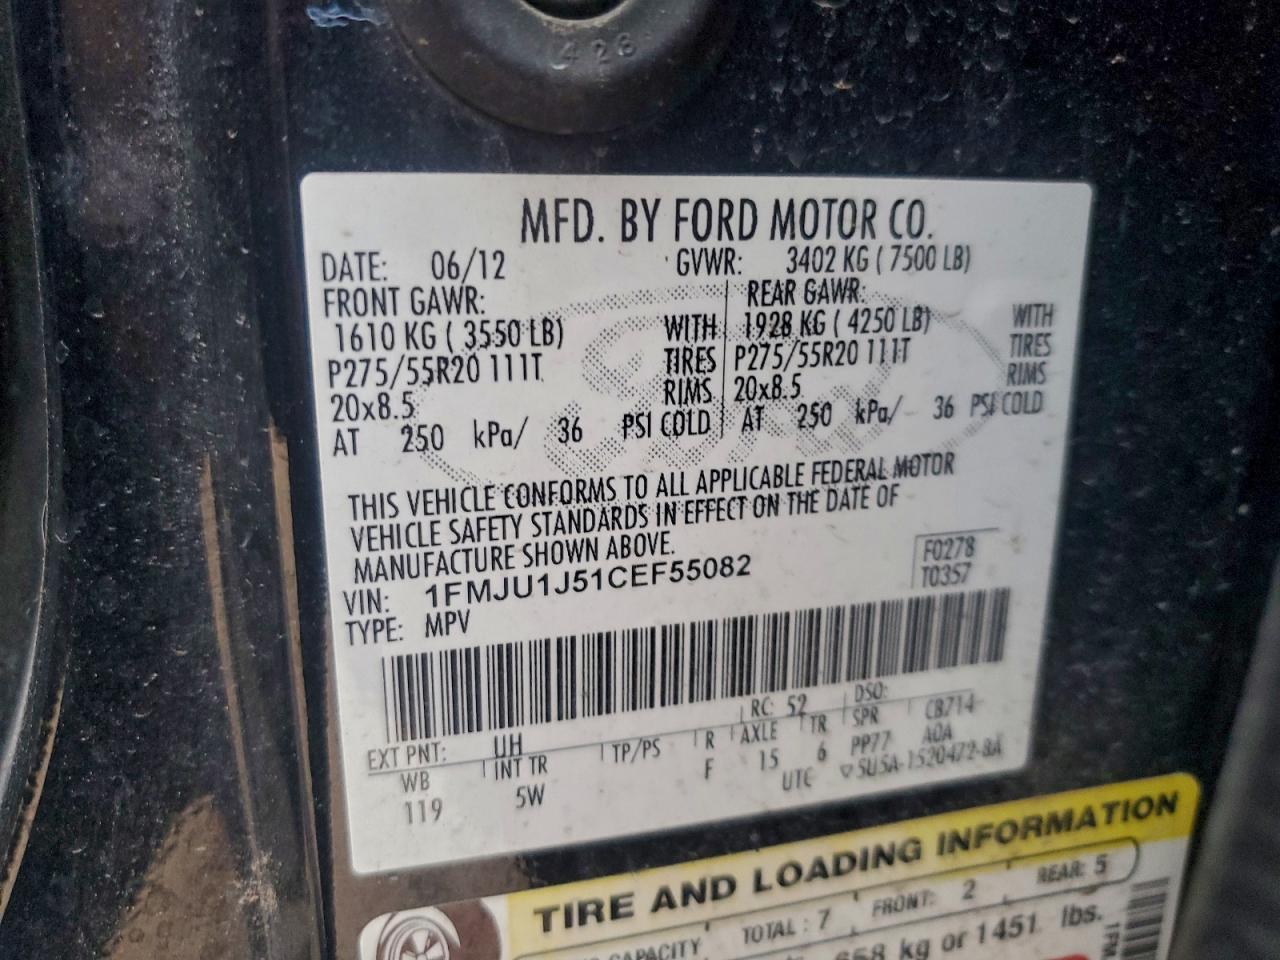 428
MFD. BY FORD MOTOR CO.
DATE: 06/12 GVWR: 3402 KG ( 7500 LB)
FRONT GAWR: REAR GAWR:
1610 KG ( 3550 LB) WITH 1928 KG ( 4250 LB) WITH
P275/55R20 111T TIRES P275/55R20 111T TIRES
20x8.5 RIMS 20x8.5 RIMS
AT 250 kPa/ 36 PSI COLD AT 250 kPa/ 36 PSI COLD
THIS VEHICLE CONFORMS TO ALL APPLICABLE FEDERAL MOTOR
VEHICLE SAFETY STANDARDS IN EFFECT ON THE DATE OF
MANUFACTURE SHOWN ABOVE.
F0278
VIN: 1FMJU1J51CEF55082
T0357
TYPE: MPV
RC: 52 DSO:
EXT PNT: UH
WB INT TR TP/PS R AXLE TR SPR CB714
119 5W F 15 6 PP77 AOA
UTC ▽5U5A-1520472-BA
TIRE AND LOADING INFORMATION
CAPACITY TOTAL : 7 FRONT: 2 REAR: 5
658 kg or 1451 lbs.
1FM